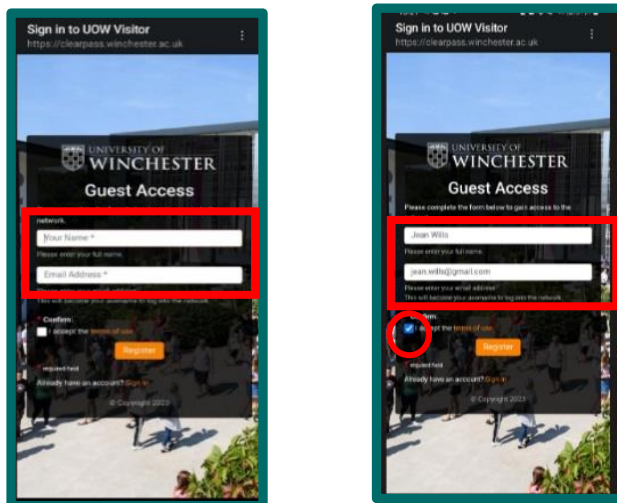 Sign in to UOW Visitor
https://clearpass.winchester.ac.uk
UNIVERSITY OF
WINCHESTER
Guest Access
network.
Your Name *
Please enter your full name.
Email Address *
This will become your username to log into the network.
* Confirm:
I accept the terms of use
Register
* required field
Already have an account? Sign In
© Copyright 2023
Sign in to UOW Visitor
https://clearpass.winchester.ac.uk
UNIVERSITY OF
WINCHESTER
Guest Access
Please complete the form below to gain access to the
Jean Wills
Please enter your full name.
jean.wills@gmail.com
Please enter your email address.
This will become your username to log into the network.
Confirm:
I accept the terms of use
Register
* required field
Already have an account? Sign In
© Copyright 2023